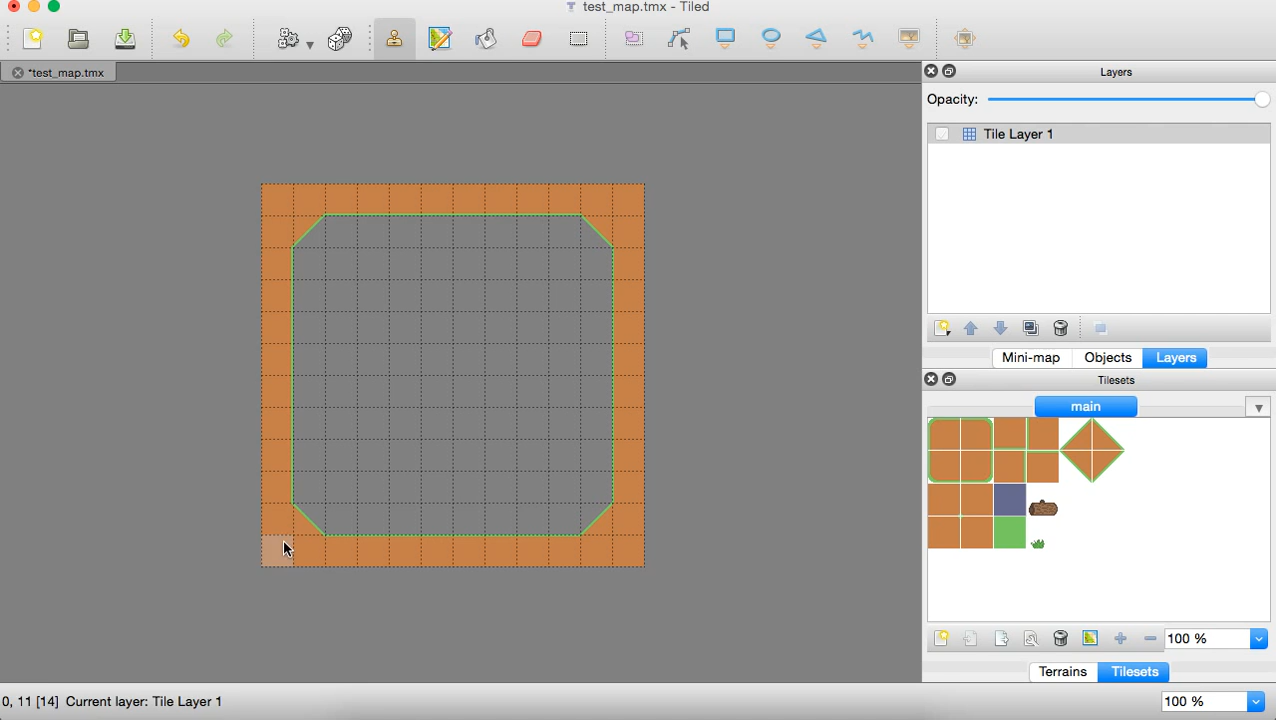 test_map.tmx - Tiled
*test_map.tmx
Layers
Opacity:
Tile Layer 1
Mini-map
Objects
Layers
Tilesets
main
100 %
Terrains
Tilesets
0, 11 [14] Current layer: Tile Layer 1
100 %